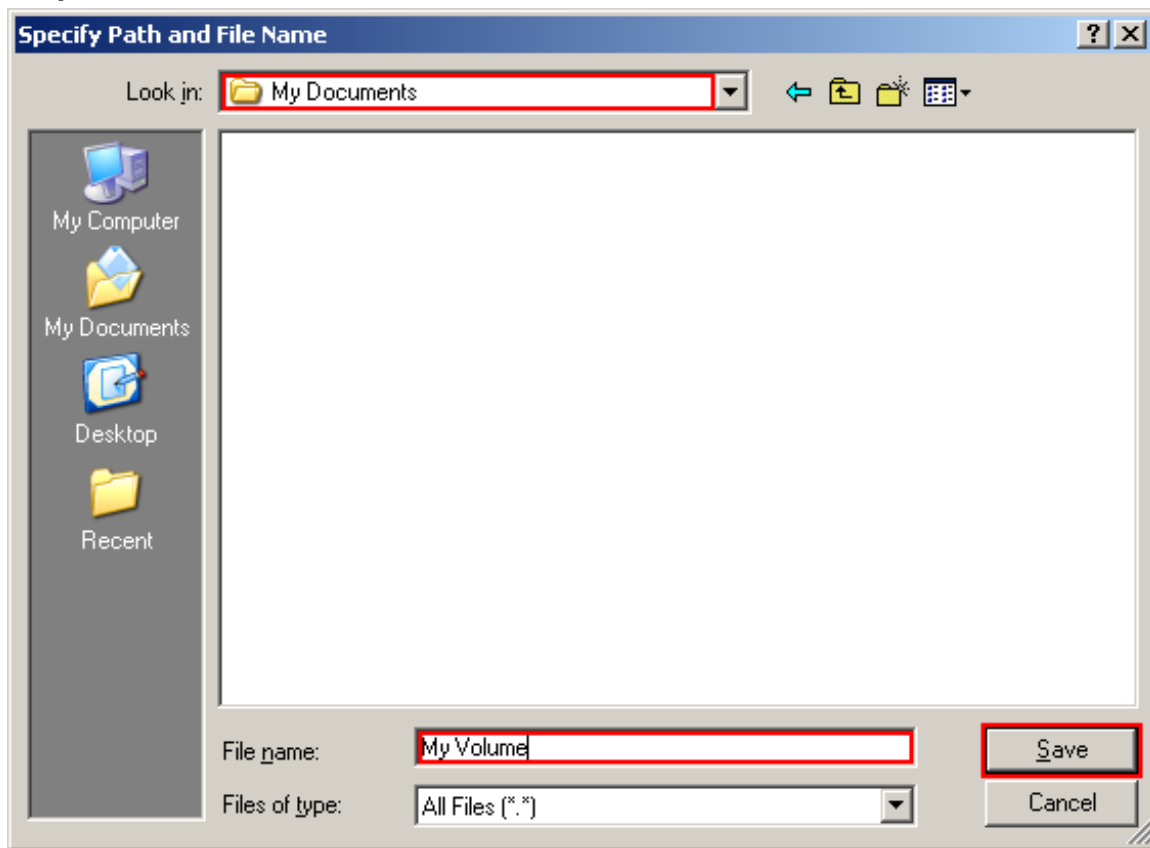 Specify Path and File Name
Look in: My Documents
My Computer
My Documents
Desktop
Recent
File name: My Volume
Save
Files of type: All Files (*.*)
Cancel